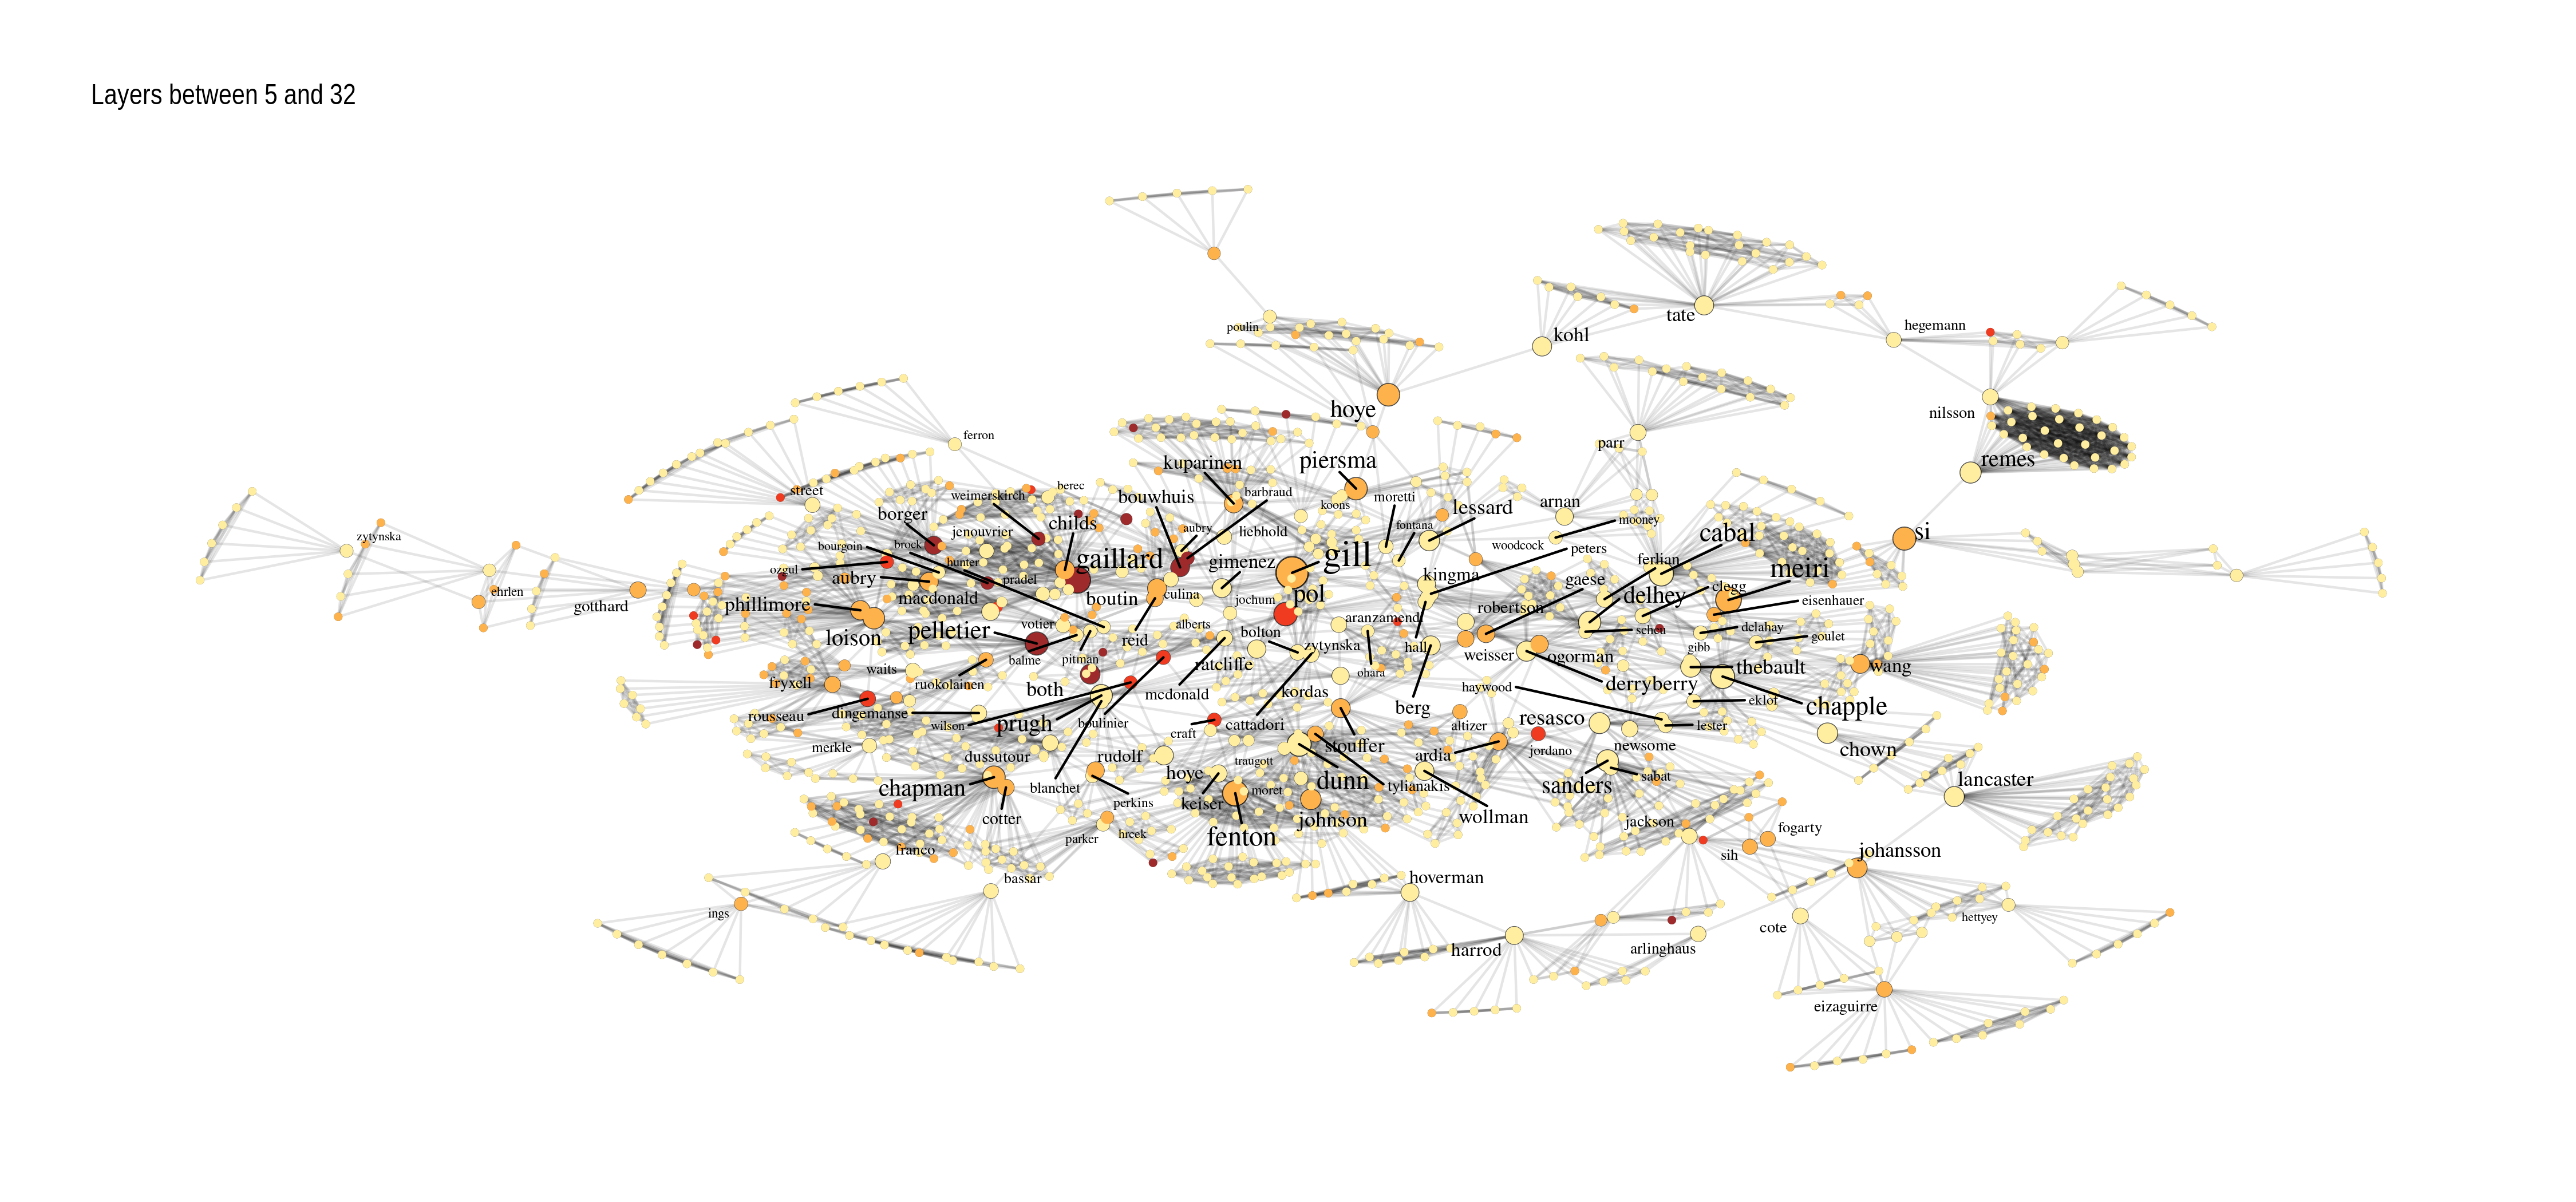 Layers between 5 and 32
poulin
kohl
tate
hegemann
hoye
nilsson
parr
remes
ferron
kuparinen
piersma
street
weimerskirch
berec
bouwhuis
barbraud
koons
moretti
lessard
arnan
mooney
borger
childs
jenouvrier
aubry
liebhold
fontana
woodcock
cabal
si
zytynska
bourgoin
brock
gaillard
gimenez
gill
peters
ferlian
meiri
ozgul
hunter
pradel
aubry
kingma
gaese
clegg
ehrlen
gotthard
phillimore
macdonald
boutin
culina
jochum
pol
robertson
delhey
eisenhauer
loison
pelletier
votier
reid
alberts
bolton
aranzamendi
scheu
delahay
goulet
balme
pitman
ratcliffe
zytynska
hall
weisser
ogorman
gibb
thebault
wang
waits
fryxell
ruokolainen
both
mcdonald
kordas
ohara
haywood
derryberry
eklof
rousseau
dingemanse
wilson
prugh
boulinier
craft
cattadori
berg
altizer
resasco
lester
chapple
merkle
dussutour
rudolf
hoye
traugott
stouffer
ardia
jordano
newsome
chown
chapman
blanchet
perkins
keiser
moret
dunn
tylianakis
sanders
sabat
lancaster
cotter
parker
hrcek
fenton
johnson
wollman
jackson
fogarty
sih
johansson
franco
bassar
hoverman
ings
harrod
arlinghaus
cote
hettyey
eizaguirre